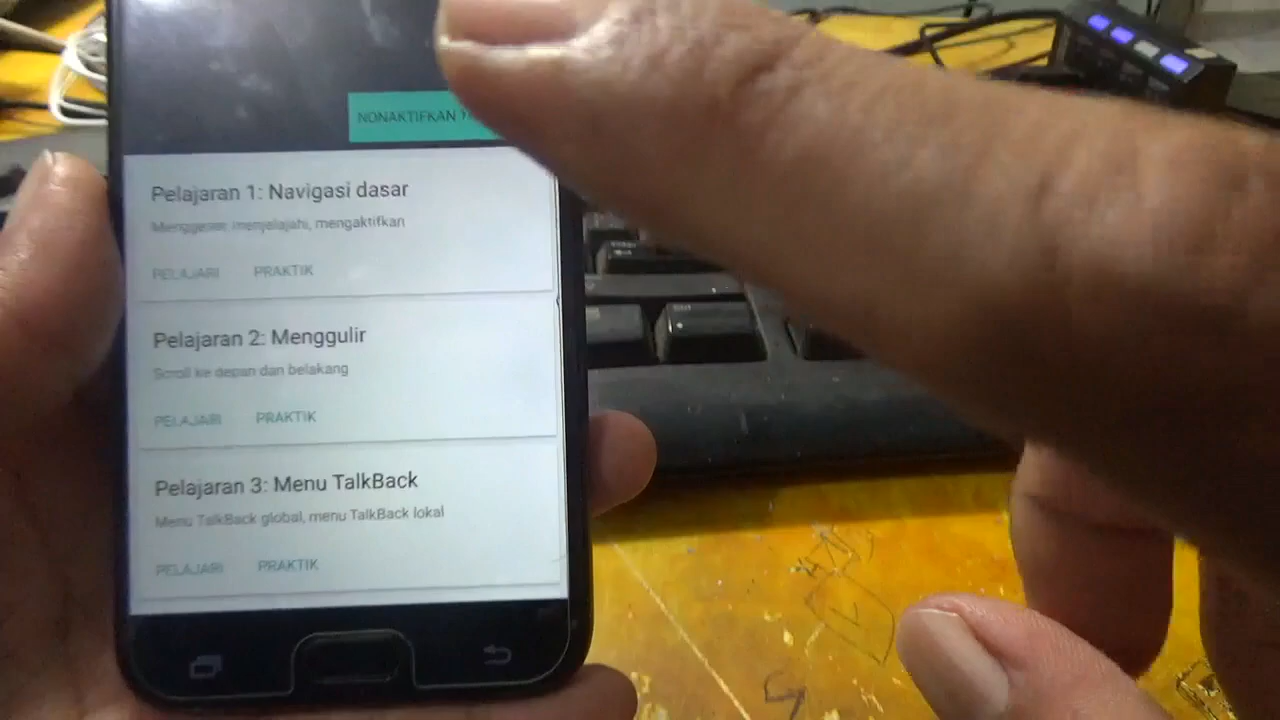 NONAKTIFKAN
Pelajaran 1: Navigasi dasar
Menggeser, menjelajahi, mengaktifkan
PELAJARI PRAKTIK
Pelajaran 2: Menggulir
Scroll ke depan dan belakang
PELAJARI PRAKTIK
Pelajaran 3: Menu TalkBack
Menu TalkBack global, menu TalkBack lokal
PELAJARI PRAKTIK